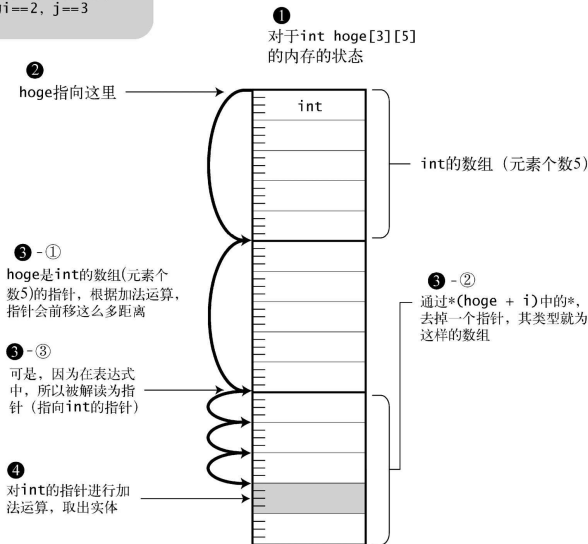 i==2, j==3
❶
对于int hoge[3][5]
的内存的状态
❷
hoge指向这里
int
int的数组（元素个数5）
❸-①
hoge是int的数组(元素个
数5)的指针，根据加法运算，
指针会前移这么多距离
❸-②
通过*(hoge + i)中的*，
去掉一个指针，其类型就为
这样的数组
❸-③
可是，因为在表达式
中，所以被解读为指
针（指向int的指针）
❹
对int的指针进行加
法运算，取出实体